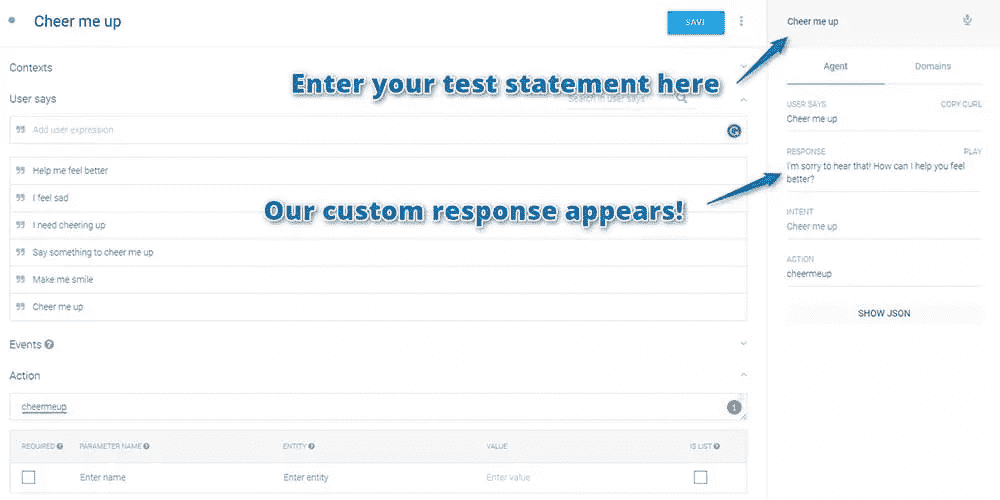 Cheer me up
SAVE
Cheer me up
Contexts
Enter your test statement here
Agent
Domains
User says
Search in user says
USER SAYS
COPY CURL
Cheer me up
Add user expression
Help me feel better
RESPONSE
PLAY
I'm sorry to hear that! How can I help you feel
better?
I feel sad
Our custom response appears!
I need cheering up
INTENT
Cheer me up
Say something to cheer me up
ACTION
cheermeup
Make me smile
Cheer me up
SHOW JSON
Events
Action
cheermeup
1
REQUIRED
PARAMETER NAME
ENTITY
VALUE
IS LIST
Enter name
Enter entity
Enter value